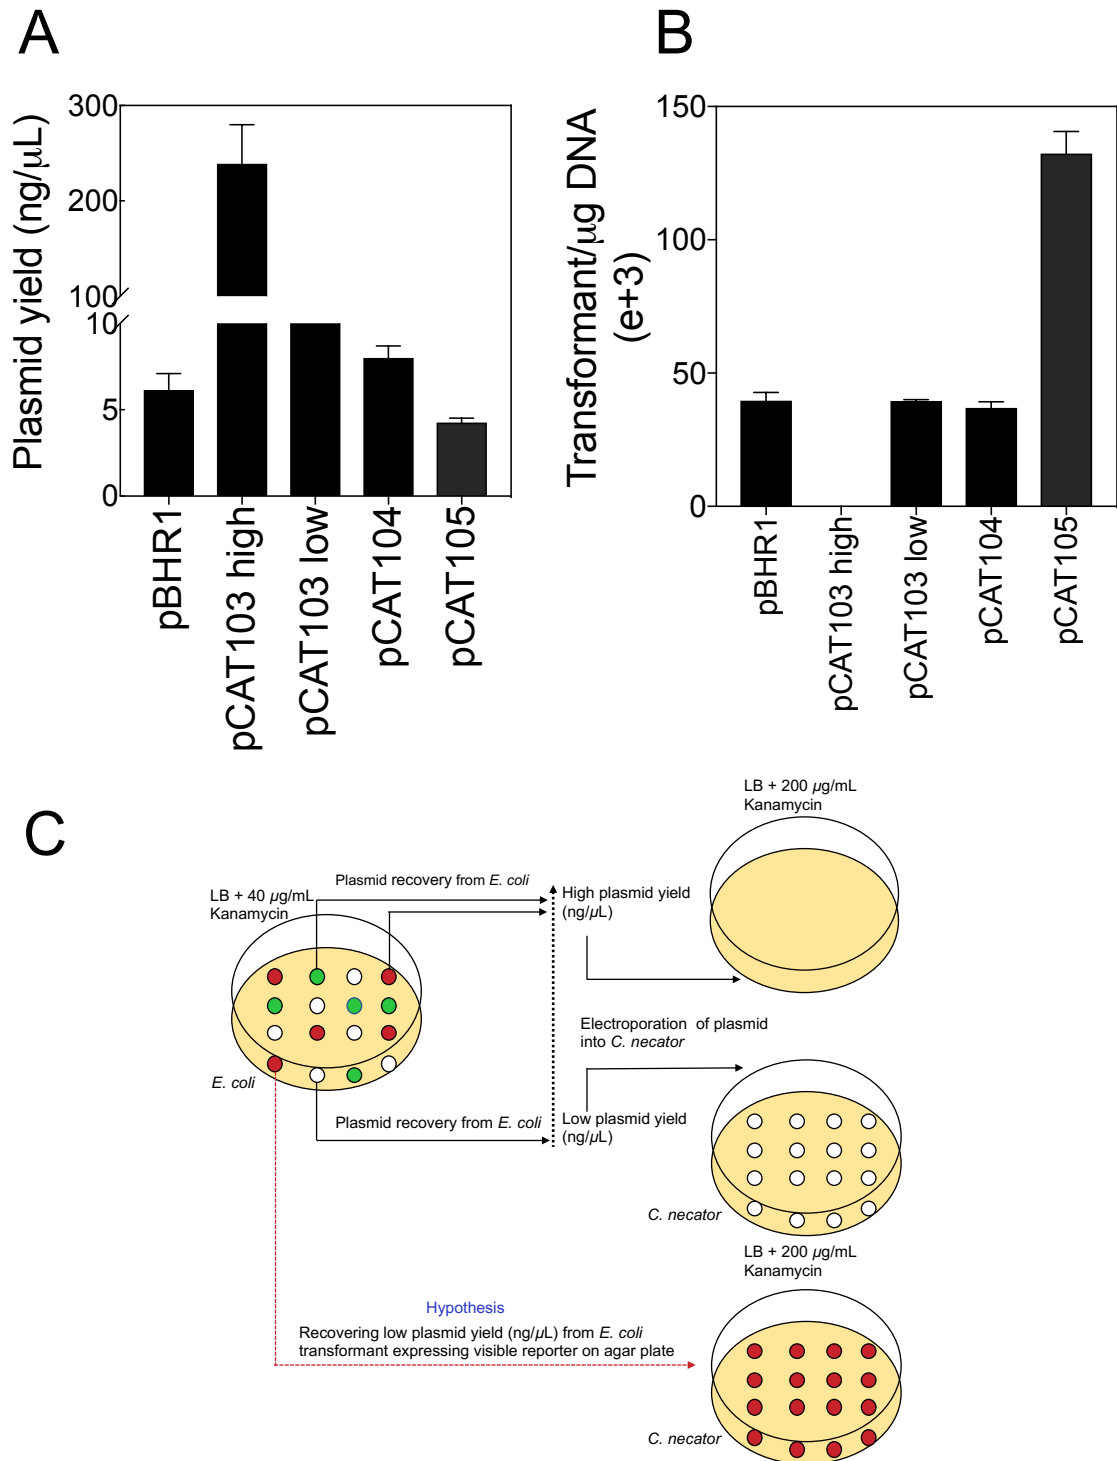 A
Plasmid yield (ng/μL)
300
200
100
10
5
0
pBHR1
pCAT103 high
pCAT103 low
pCAT104
pCAT105
B
Transformant/μg DNA
(e+3)
150
100
50
0
pBHR1
pCAT103 high
pCAT103 low
pCAT104
pCAT105
C
LB + 40 μg/mL
Kanamycin
E. coli
Plasmid recovery from E. coli
High plasmid yield
(ng/μL)
LB + 200 μg/mL
Kanamycin
Electroporation of plasmid
into C. necator
Plasmid recovery from E. coli
Low plasmid yield
(ng/μL)
C. necator
LB + 200 μg/mL
Kanamycin
Hypothesis
Recovering low plasmid yield (ng/μL) from E. coli
transformant expressing visible reporter on agar plate
C. necator